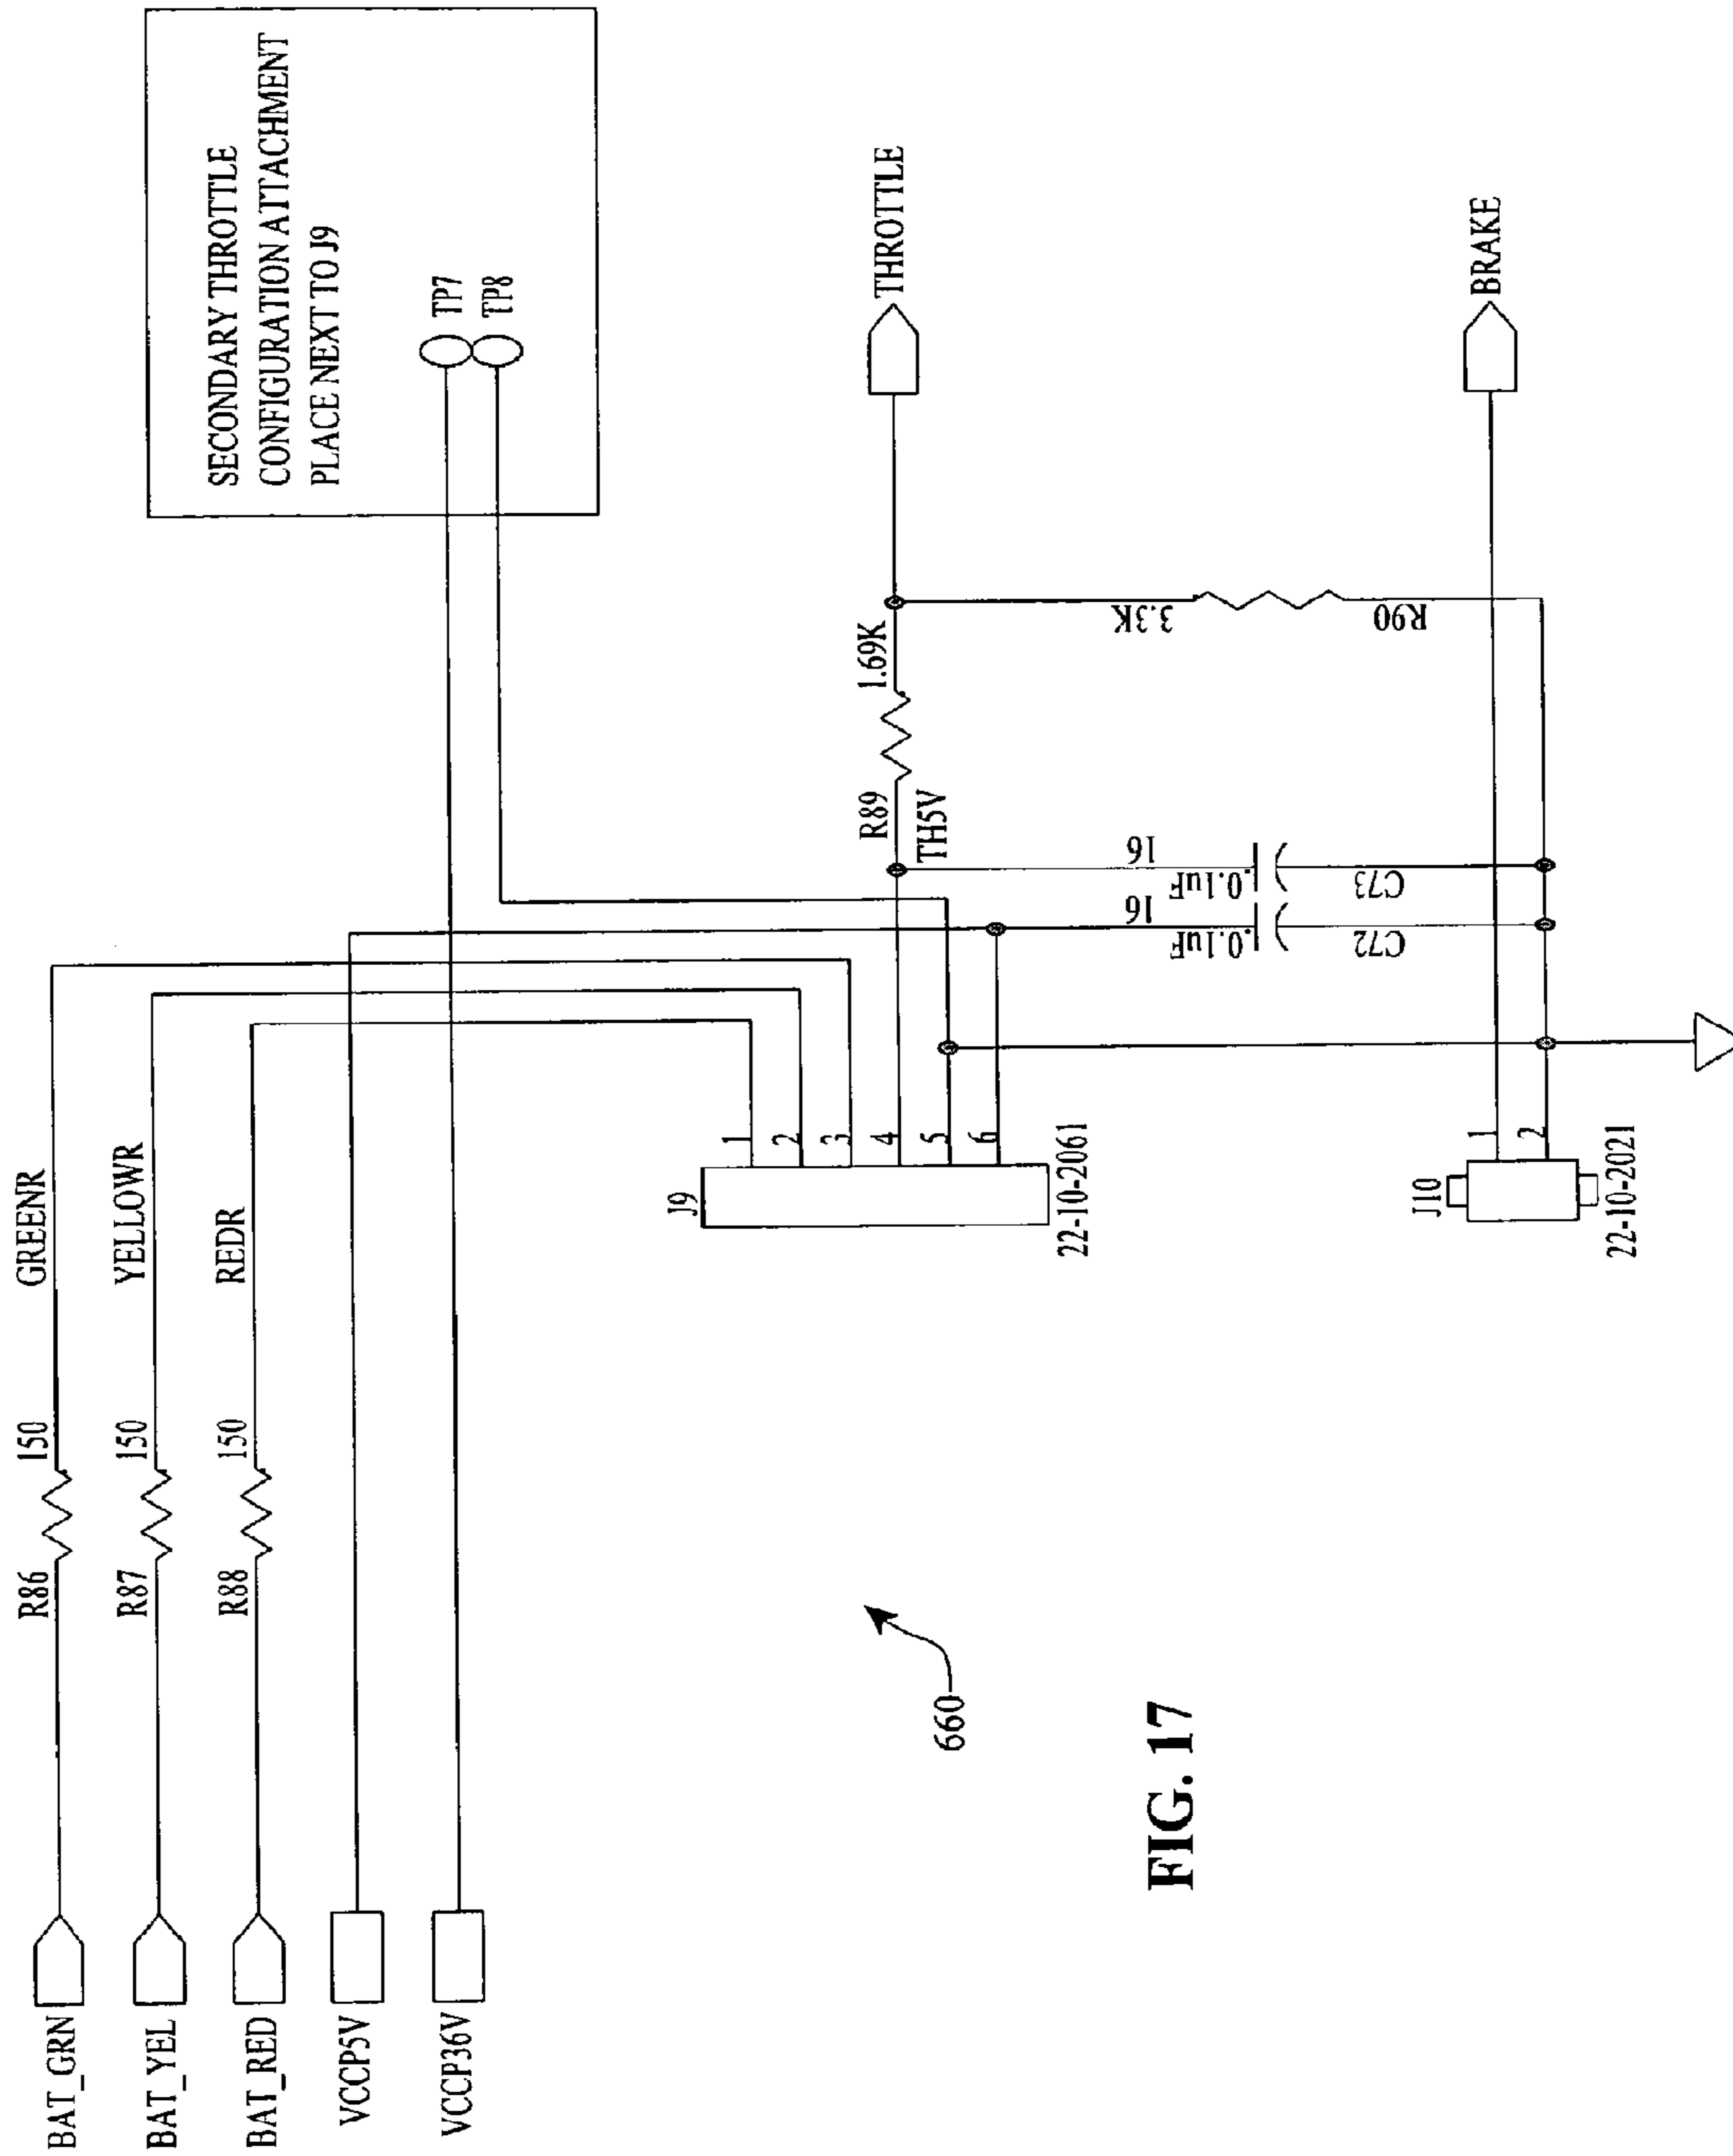 BAT_GRN
R86
150
GREENR
BAT_YEL
R87
150
YELLOWR
BAT_RED
R88
150
REDR
VCCP5V
VCCP36V
SECONDARY THROTTLE
CONFIGURATION ATTACHMENT
PLACE NEXT TO J9
TP7
TP8
J9
1
2
3
4
5
6
22-10-2061
R89
1.69K
TH5V
THROTTLE
16
.0.1uF
C73
16
.0.1uF
C72
3.3K
R90
J10
1
2
22-10-2021
BRAKE
660
FIG. 17